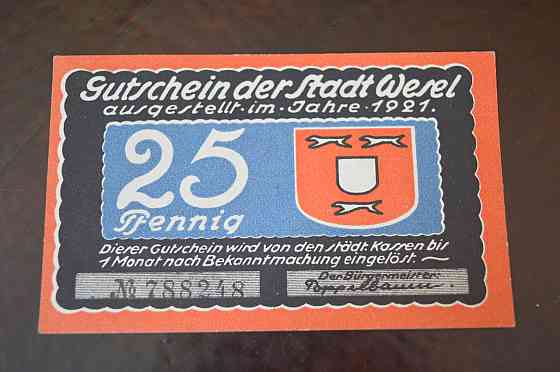 Gutschein der Stadt Wesel
ausgestellt·im·Jahre·1921.
25
Pfennig
Dieser Gutschein wird von den städt. Kassen bis
1 Monat nach Bekanntmachung eingelöst.
№ 788248
Der Bürgermeister:
Poppelbaum.